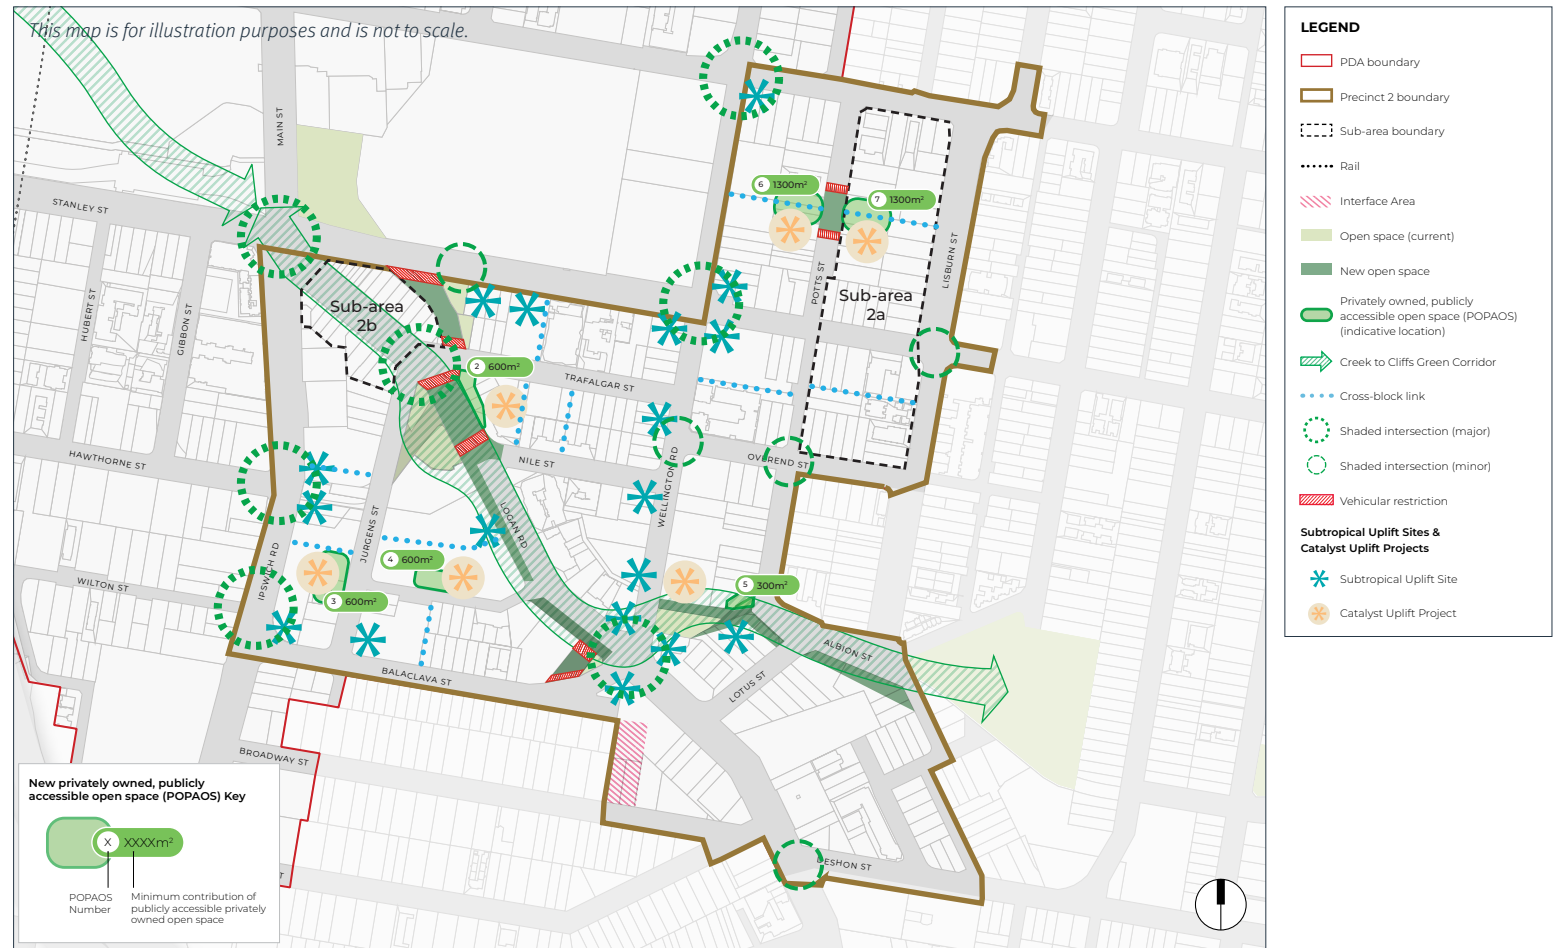 This map is for illustration purposes and is not to scale.
MAIN ST
STANLEY ST
HUBERT ST
GIBBON ST
Sub-area
2b
6 1300m²
7 1300m²
POTTS ST
LISBURN ST
Sub-area
2a
2 600m²
TRAFALGAR ST
HAWTHORNE ST
NILE ST
WELLINGTON RD
OVEREND ST
LOGAN RD
JURGENS ST
IPSWICH RD
WILTON ST
4 600m²
3 600m²
5 300m²
ALBION ST
LOTUS ST
BALACLAVA ST
BROADWAY ST
DESHON ST
New privately owned, publicly
accessible open space (POPAOS) Key
X XXXXm²
POPAOS
Number
Minimum contribution of
publicly accessible privately
owned open space
LEGEND
PDA boundary
Precinct 2 boundary
Sub-area boundary
Rail
Interface Area
Open space (current)
New open space
Privately owned, publicly
accessible open space (POPAOS)
(indicative location)
Creek to Cliffs Green Corridor
Cross-block link
Shaded intersection (major)
Shaded intersection (minor)
Vehicular restriction
Subtropical Uplift Sites &
Catalyst Uplift Projects
Subtropical Uplift Site
Catalyst Uplift Project